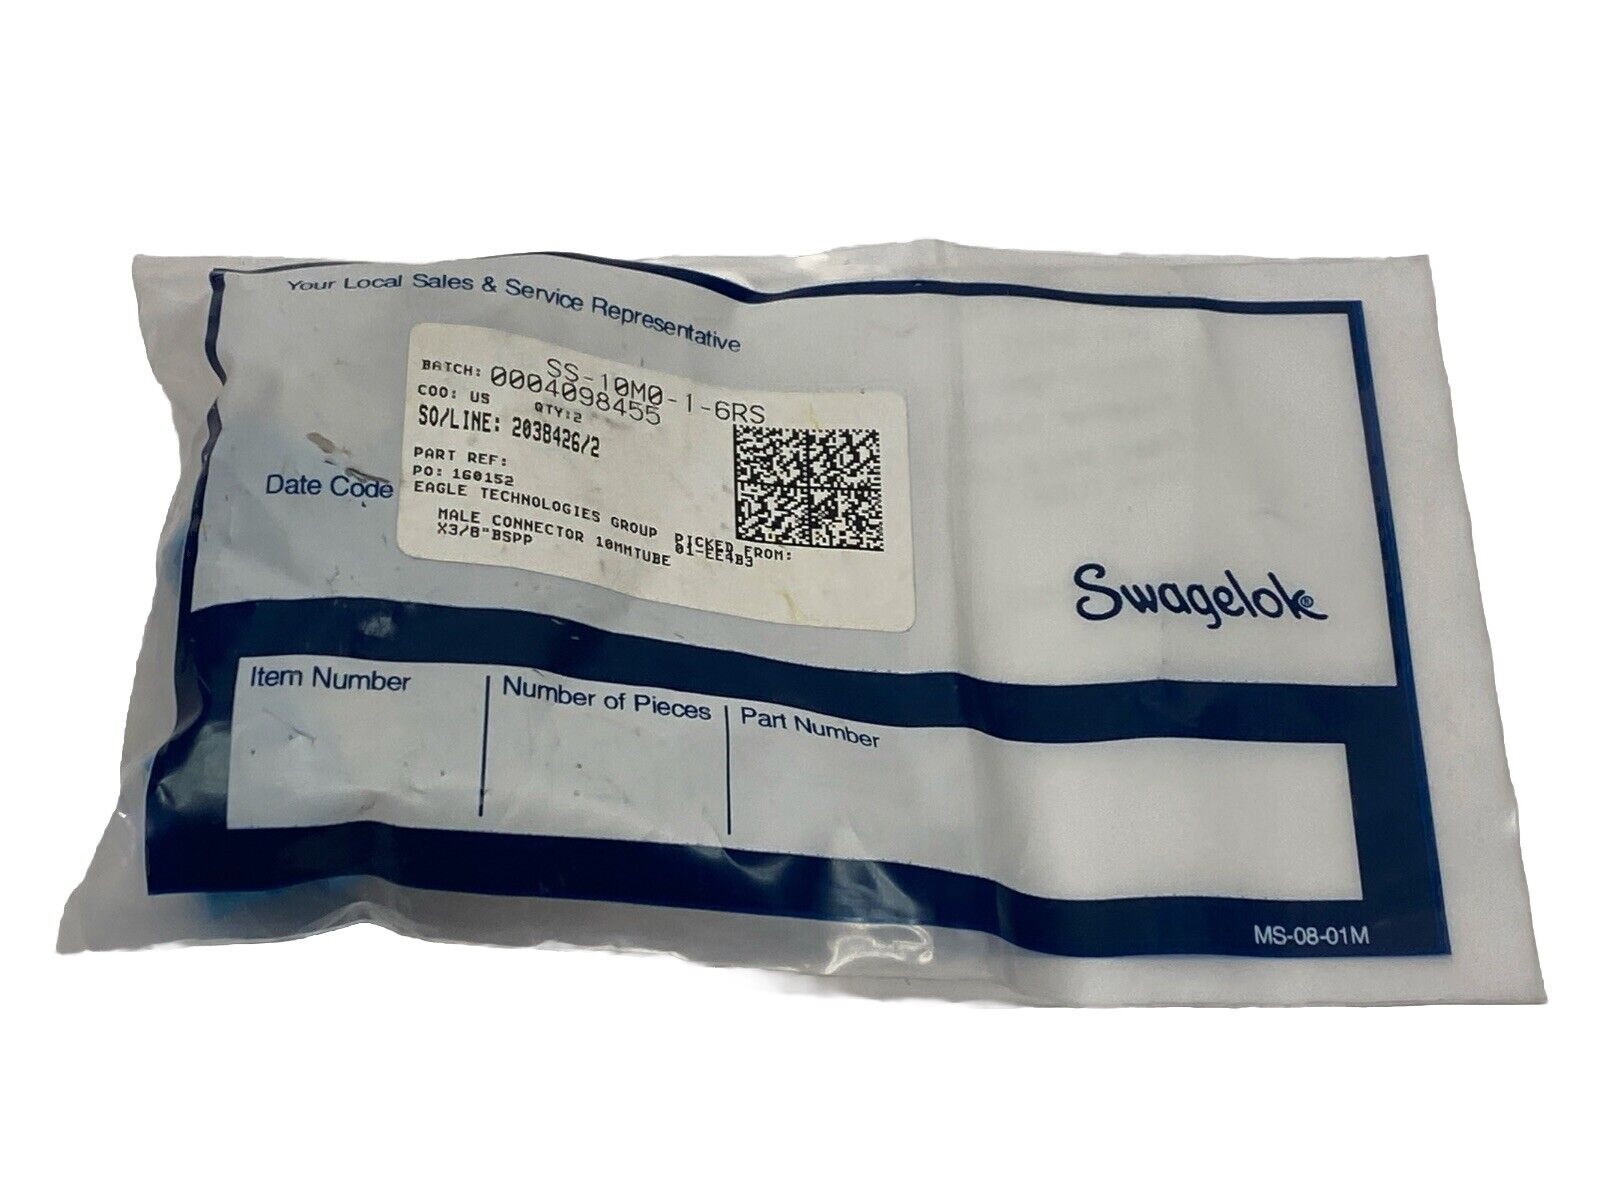 Your Local Sales & Service Representative
SS-10M0-1-6RS
BATCH: 0004098455
COO: US QTY:2
SO/LINE: 2038426/2
PART REF:
PO: 160152
EAGLE TECHNOLOGIES GROUP PICKED FROM:
01-EE4B3
MALE CONNECTOR 10MMTUBE
X3/8"BSPP
Date Code
Swagelok®
Item Number
Number of Pieces
Part Number
MS-08-01M